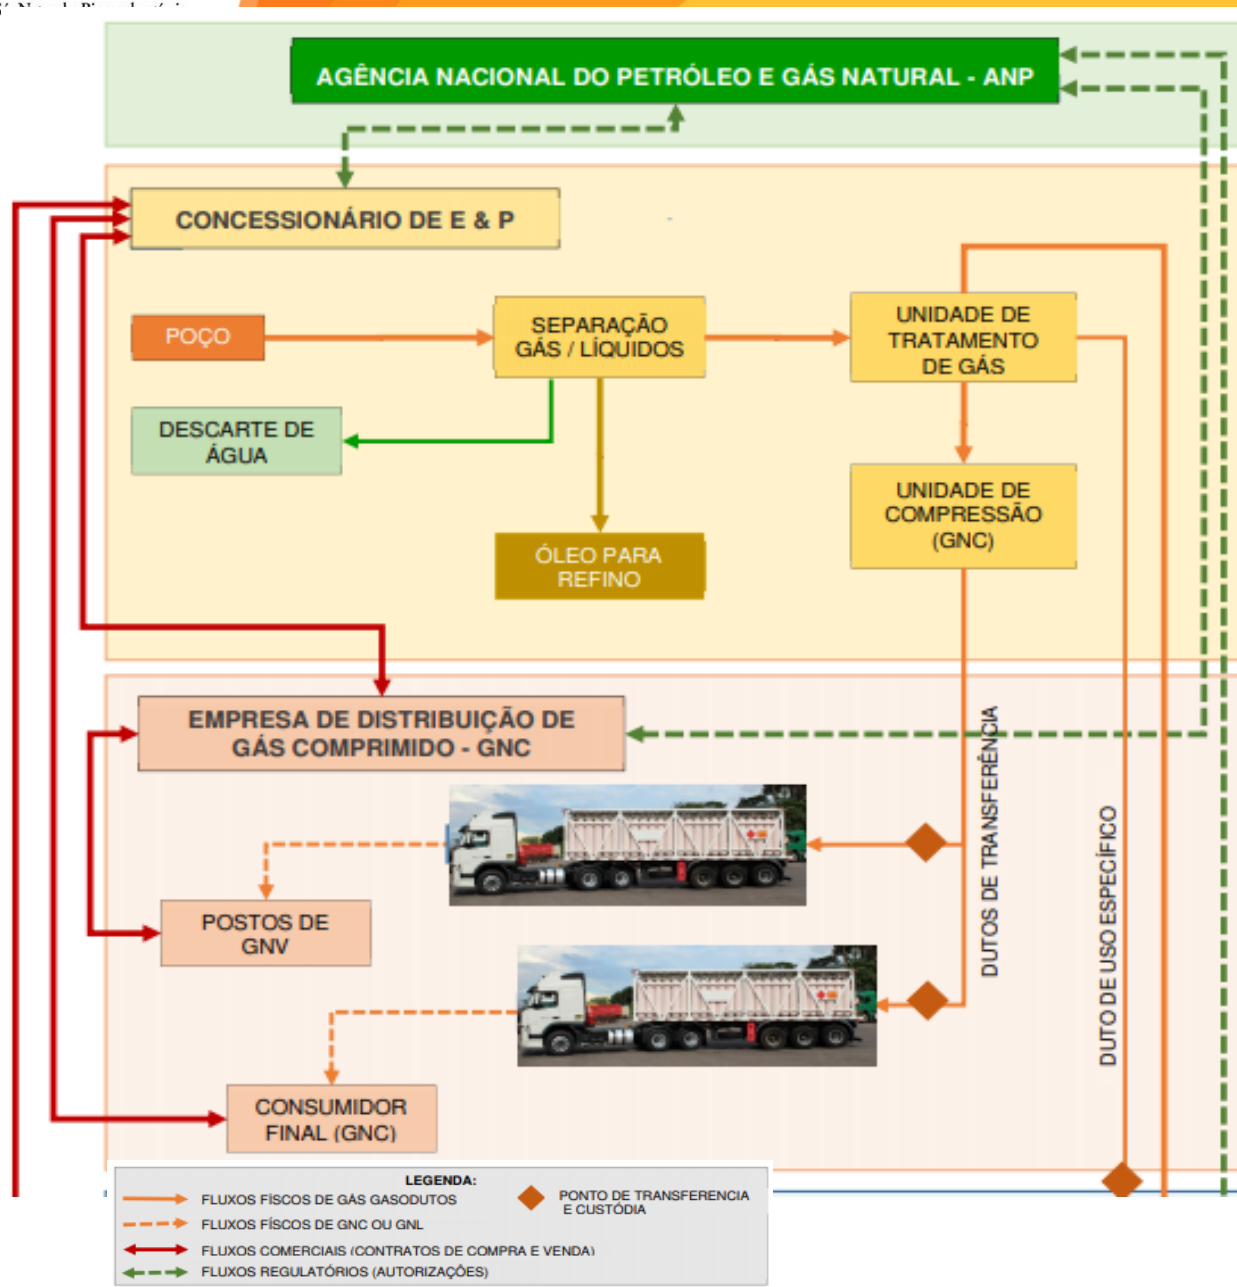 AGÊNCIA NACIONAL DO PETRÓLEO E GÁS NATURAL - ANP
CONCESSIONÁRIO DE E & P
POÇO
SEPARAÇÃO
GÁS / LÍQUIDOS
UNIDADE DE
TRATAMENTO
DE GÁS
DESCARTE DE
ÁGUA
UNIDADE DE
COMPRESSÃO
(GNC)
ÓLEO PARA
REFINO
EMPRESA DE DISTRIBUIÇÃO DE
GÁS COMPRIMIDO - GNC
DUTOS DE TRANSFERÊNCIA
DUTO DE USO ESPECÍFICO
POSTOS DE
GNV
CONSUMIDOR
FINAL (GNC)
LEGENDA:
FLUXOS FÍSCOS DE GÁS GASODUTOS
PONTO DE TRANSFERENCIA
E CUSTÓDIA
FLUXOS FÍSCOS DE GNC OU GNL
FLUXOS COMERCIAIS (CONTRATOS DE COMPRA E VENDA)
FLUXOS REGULATÓRIOS (AUTORIZAÇÕES)